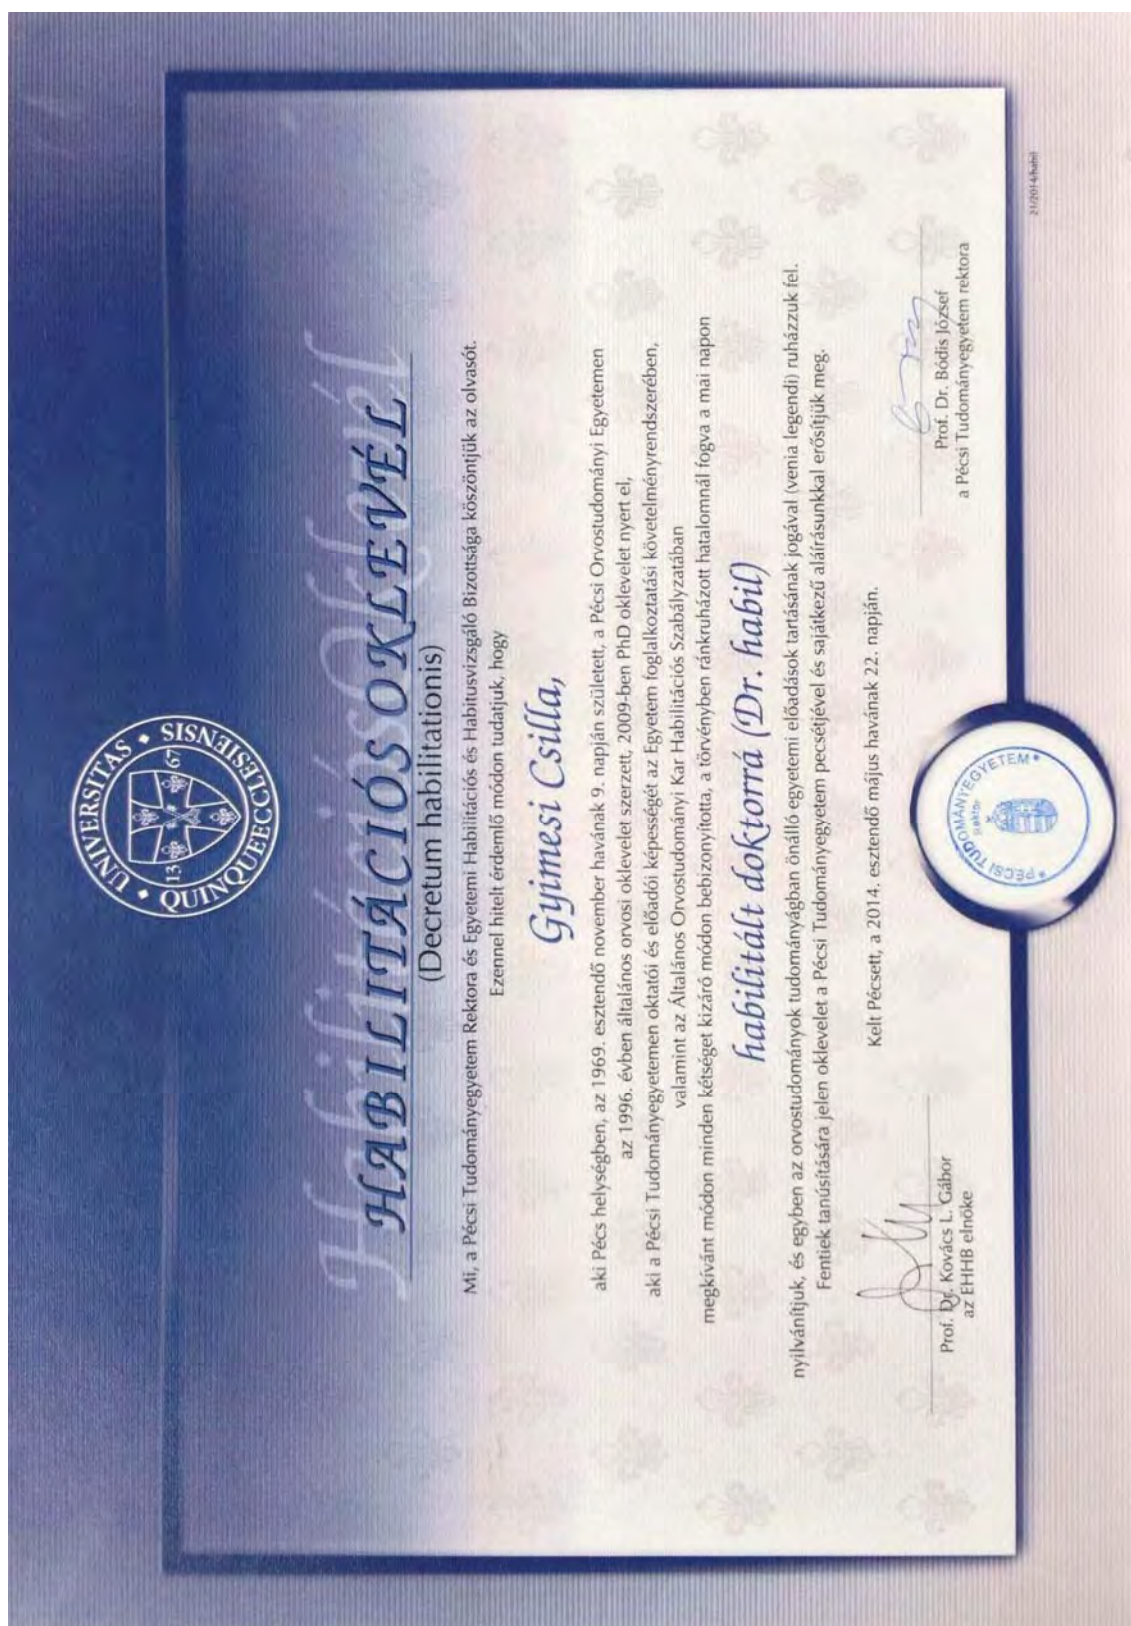 UNIVERSITAS • QUINQUEECCLESIENSIS •
13 67
Habilitációs oklevél
HABILITÁCIÓS OKLEVÉL
(Decretum habilitationis)
Mi, a Pécsi Tudományegyetem Rektora és Egyetemi Habilitációs és Habitusvizsgáló Bizottsága köszöntjük az olvasót.
Ezennel hitelt érdemlő módon tudatjuk, hogy
Gyimesi Csilla,
aki Pécs helységben, az 1969. esztendő november havának 9. napján született, a Pécsi Orvostudományi Egyetemen
az 1996. évben általános orvosi oklevelet szerzett, 2009-ben PhD oklevelet nyert el,
aki a Pécsi Tudományegyetemen oktatói és előadói képességét az Egyetem foglalkoztatási követelményrendszerében,
valamint az Általános Orvostudományi Kar Habilitációs Szabályzatában
megkívánt módon minden kétséget kizáró módon bebizonyította, a törvényben ránkruházott hatalomnál fogva a mai napon
habilitált doktorrá (Dr. habil)
nyilvánítjuk, és egyben az orvostudományok tudományágban önálló egyetemi előadások tartásának jogával (venia legendi) ruházzuk fel.
Fentiek tanúsítására jelen oklevelet a Pécsi Tudományegyetem pecsétjével és sajátkezű aláírásunkkal erősítjük meg.
Kelt Pécsett, a 2014. esztendő május havának 22. napján.
Prof. Dr. Kovács L. Gábor
az EHHB elnöke
• PÉCSI TUDOMÁNYEGYETEM •
Rektor
Prof. Dr. Bódis József
a Pécsi Tudományegyetem rektora
21/2014/habil